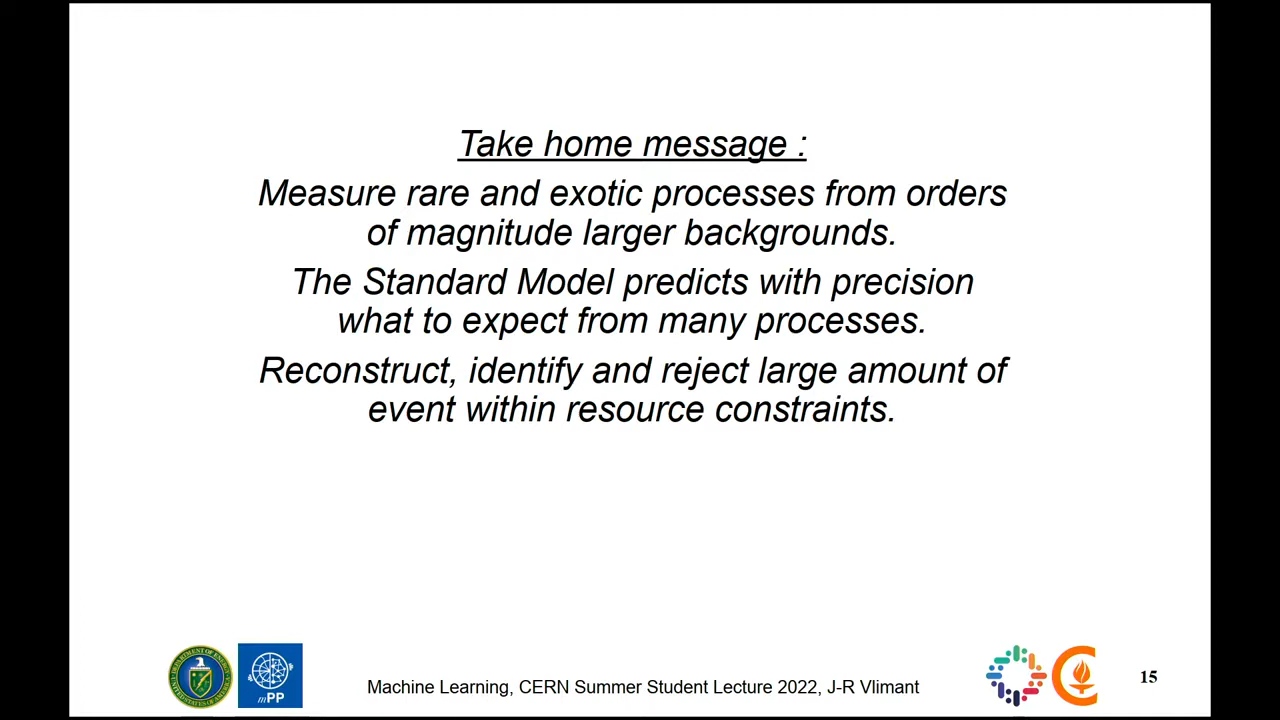 Take home message :
Measure rare and exotic processes from orders
of magnitude larger backgrounds.
The Standard Model predicts with precision
what to expect from many processes.
Reconstruct, identify and reject large amount of
event within resource constraints.
mPP
Machine Learning, CERN Summer Student Lecture 2022, J-R Vlimant
15